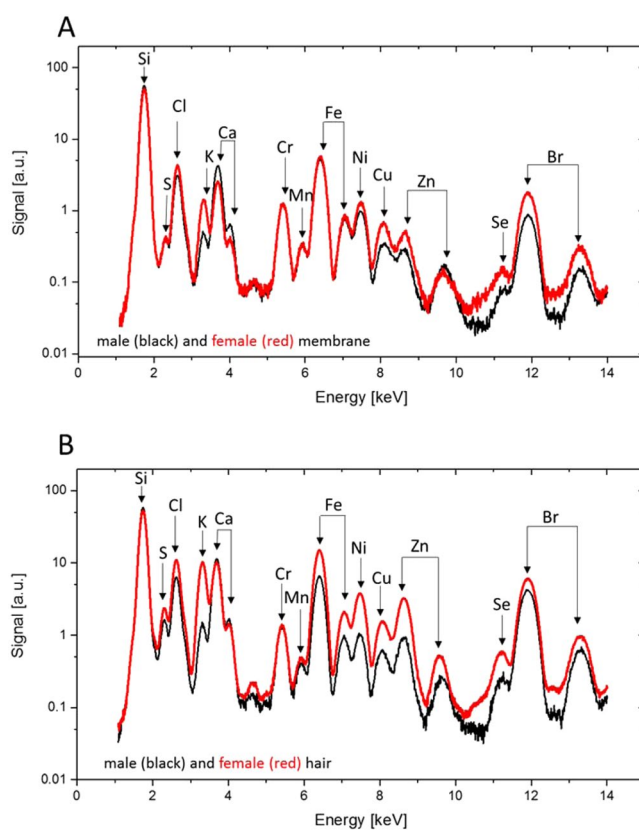 A
Si
Cl
Fe
Ca
Br
K
Cr
Ni
Zn
Cu
S
Mn
Se
100
10
1
0.1
0.01
Signal [a.u.]
male (black) and female (red) membrane
0 2 4 6 8 10 12 14
Energy [keV]
B
Si
Cl
Fe
K Ca
Ni
Zn
Br
S
Cr
Cu
Mn
Se
100
10
1
0.1
0.01
Signal [a.u.]
male (black) and female (red) hair
0 2 4 6 8 10 12 14
Energy [keV]